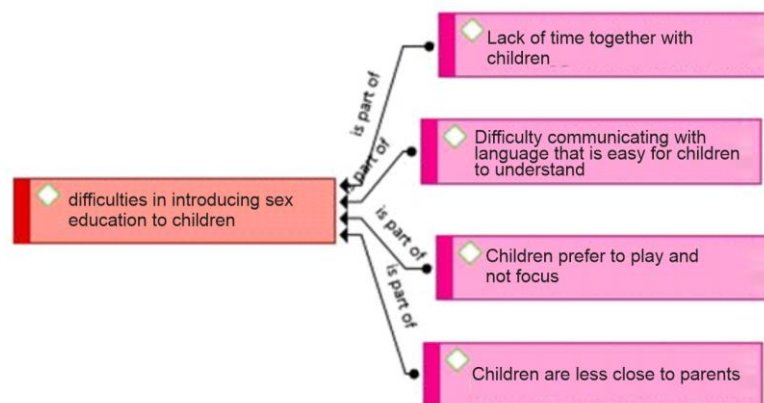 Lack of time together with
children
is part of
Difficulty communicating with
language that is easy for children
to understand
is part of
difficulties in introducing sex
education to children
is part of
Children prefer to play and
not focus
is part of
Children are less close to parents